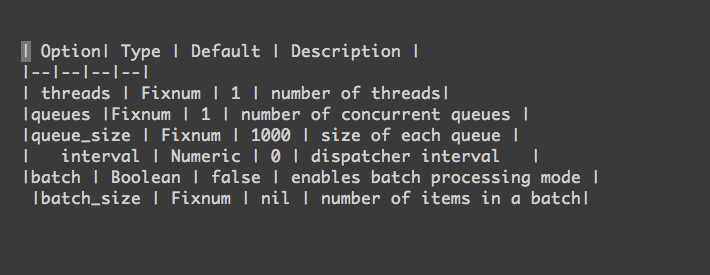 | Option| Type | Default | Description |
|--|--|--|--|
| threads | Fixnum | 1 | number of threads|
|queues |Fixnum | 1 | number of concurrent queues |
|queue_size | Fixnum | 1000 | size of each queue |
|   interval | Numeric | 0 | dispatcher interval   |
|batch | Boolean | false | enables batch processing mode |
 |batch_size | Fixnum | nil | number of items in a batch|